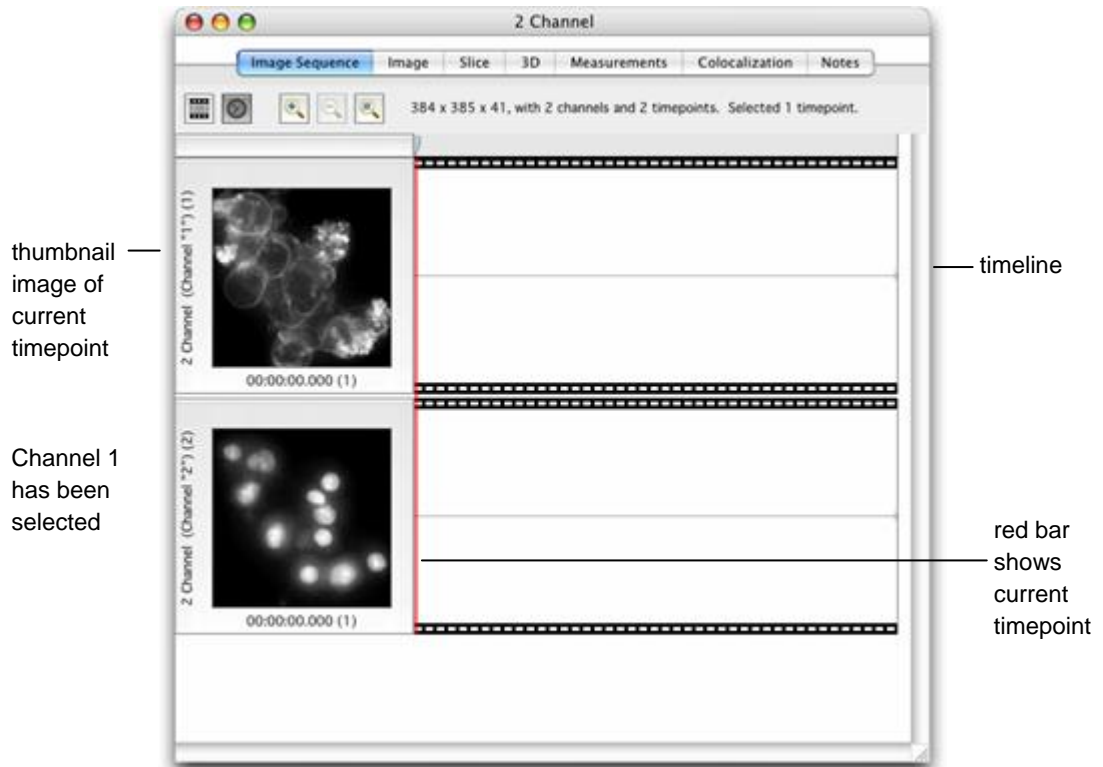 2 Channel
Image Sequence Image Slice 3D Measurements Colocalization Notes
384 x 385 x 41, with 2 channels and 2 timepoints. Selected 1 timepoint.
2 Channel (Channel "1") (1)
00:00:00.000 (1)
2 Channel (Channel "2") (2)
00:00:00.000 (1)
thumbnail
image of
current
timepoint
Channel 1
has been
selected
timeline
red bar
shows
current
timepoint